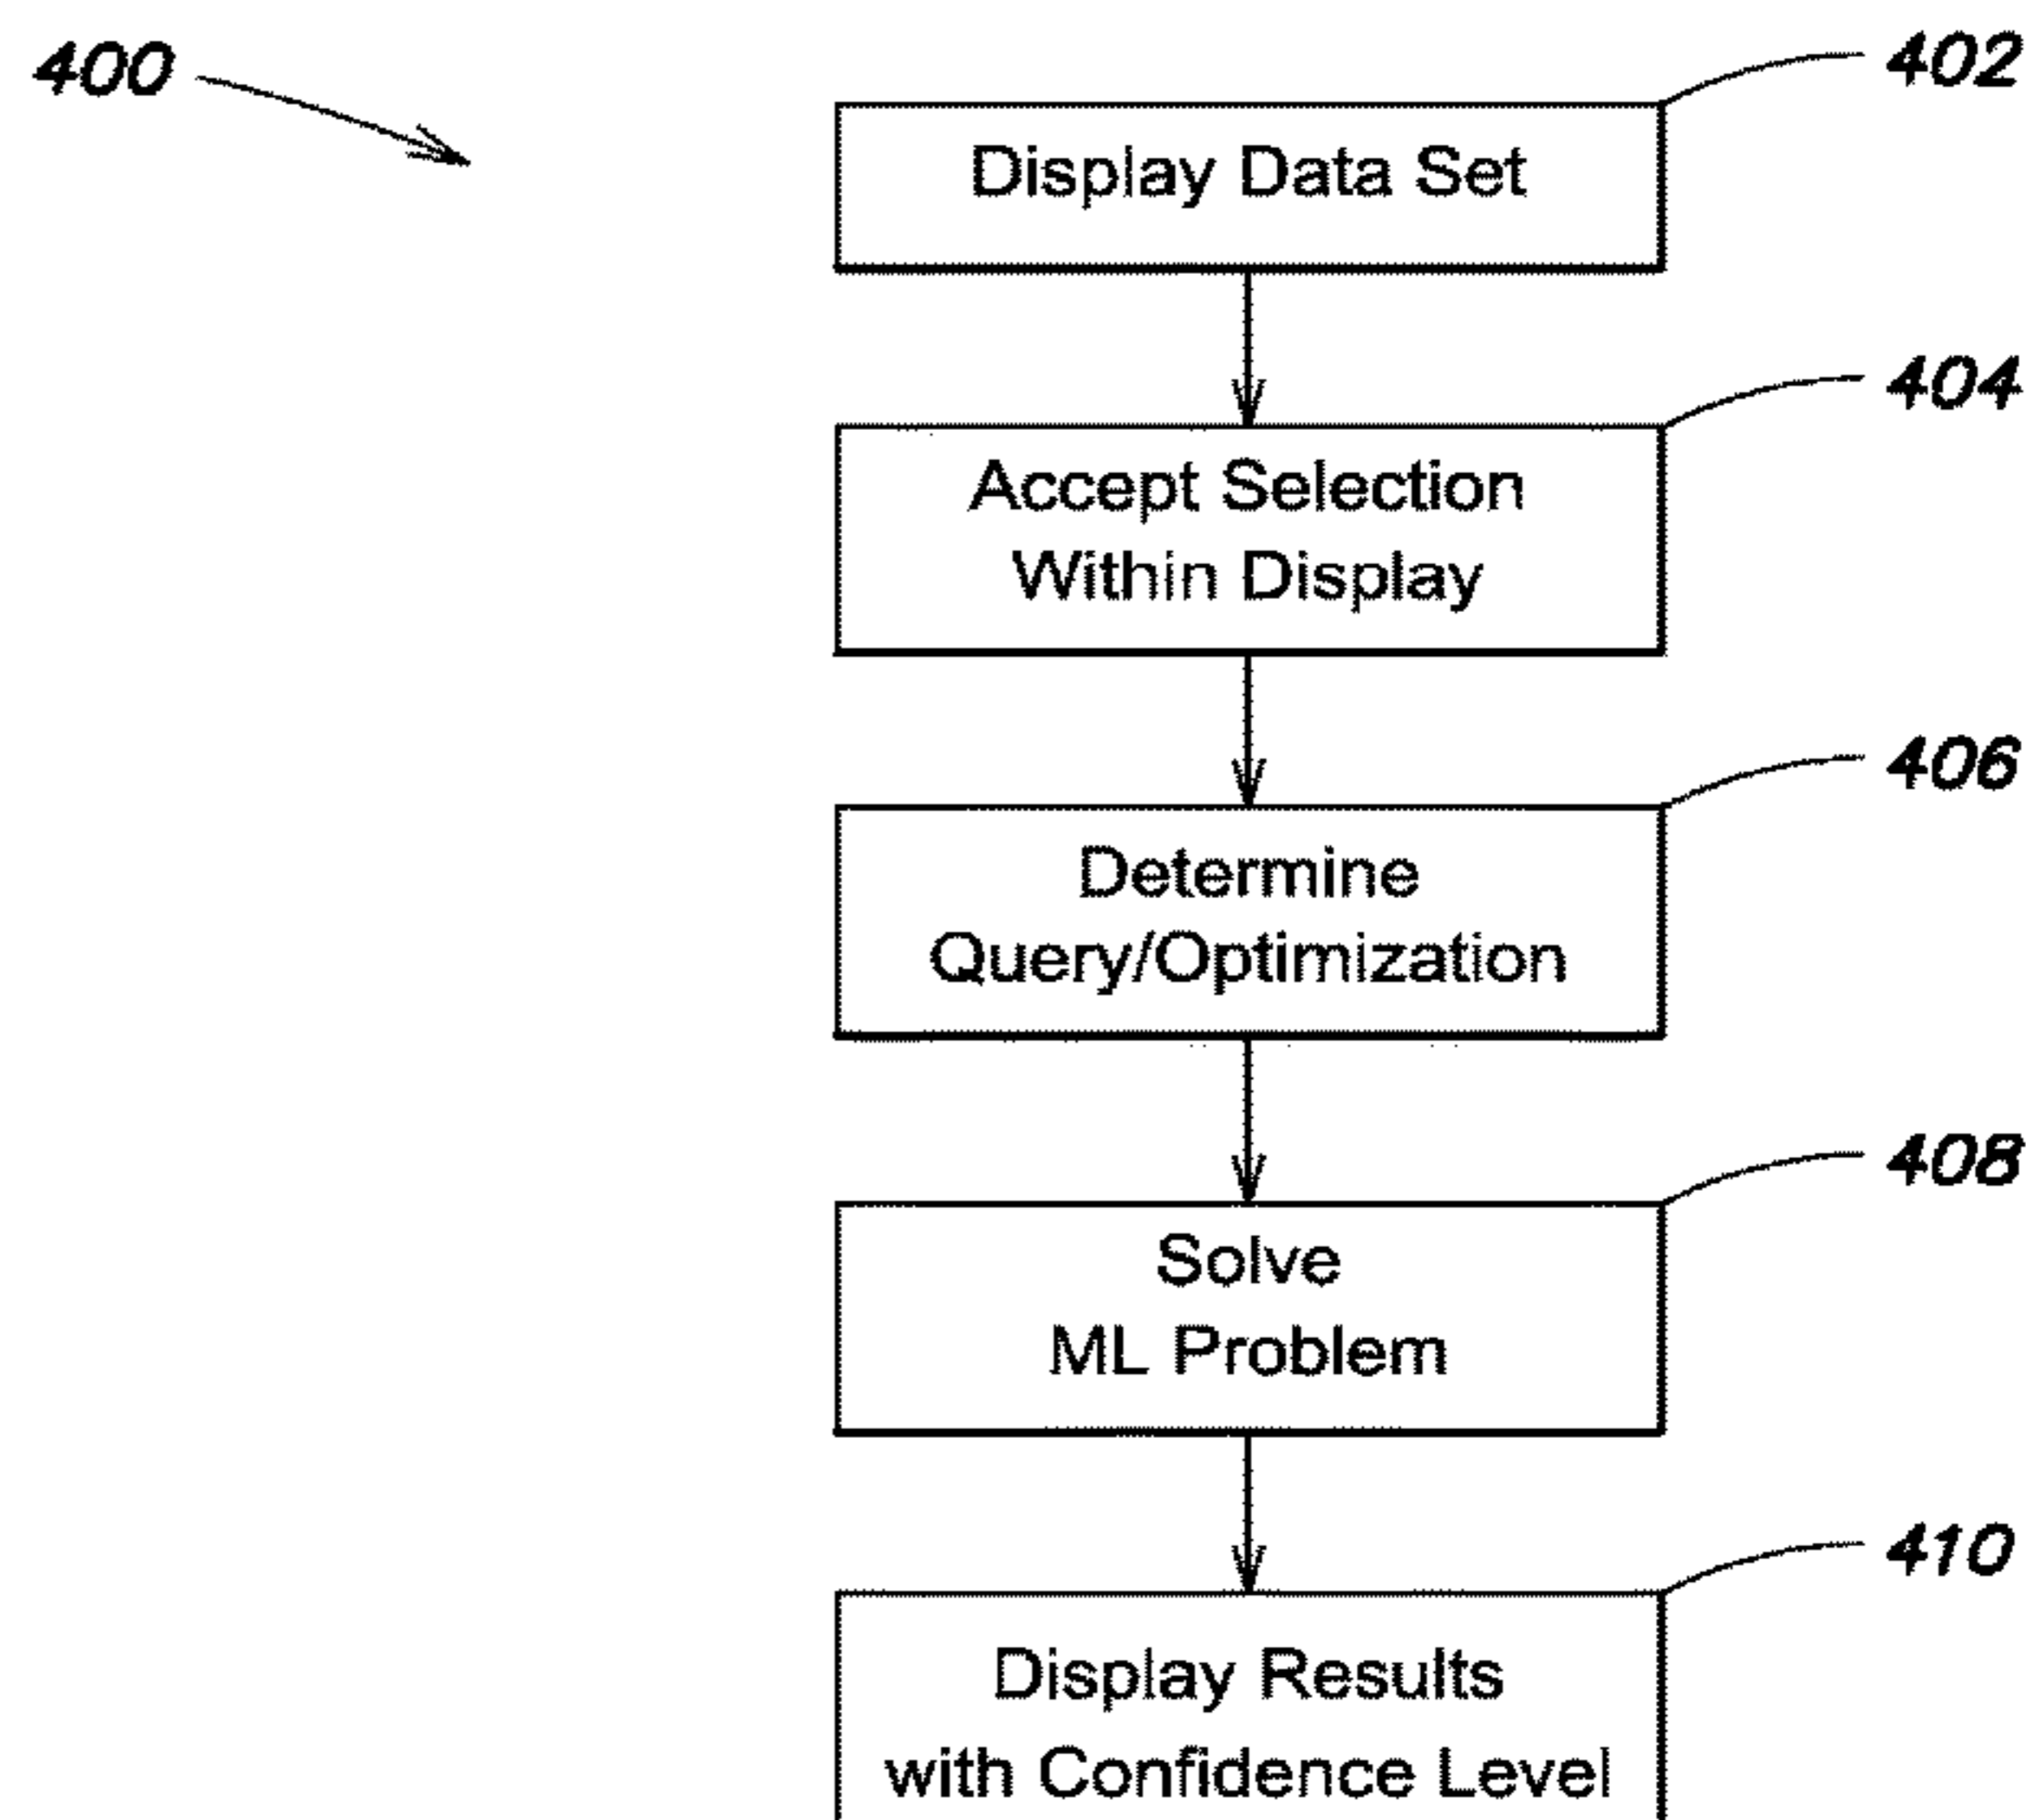 400
402
Display Data Set
404
Accept Selection
Within Display
406
Determine
Query/Optimization
408
Solve
ML Problem
410
Display Results
with Confidence Level